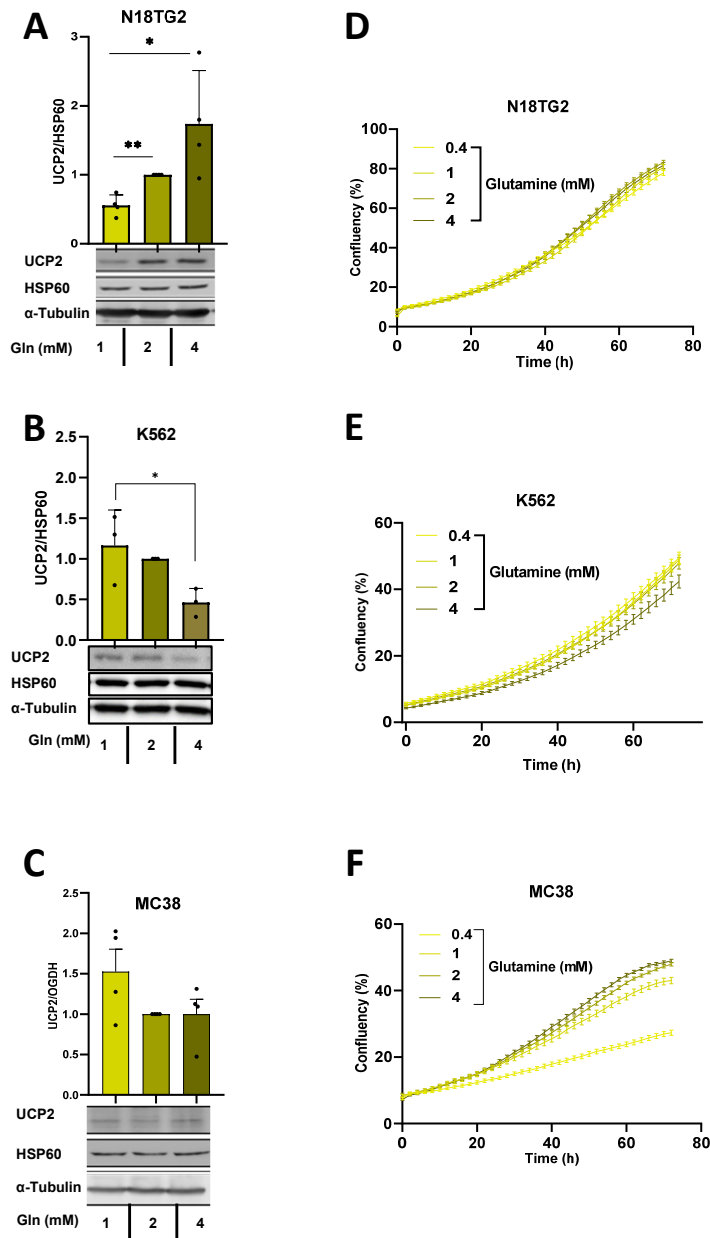 A
N18TG2
UCP2/HSP60
3
2
1
0
*
**
UCP2
HSP60
α-Tubulin
Gln (mM)
1
2
4
D
N18TG2
Confluency (%)
100
80
60
40
20
0
0.4
1
2
4
Glutamine (mM)
0
20
40
60
80
Time (h)
B
K562
UCP2/HSP60
2.5
2.0
1.5
1.0
0.5
0.0
*
UCP2
HSP60
α-Tubulin
Gln (mM)
1
2
4
E
K562
Confluency (%)
60
40
20
0
0.4
1
2
4
Glutamine (mM)
0
20
40
60
Time (h)
C
MC38
UCP2/OGDH
2.5
2.0
1.5
1.0
0.5
0.0
UCP2
HSP60
α-Tubulin
Gln (mM)
1
2
4
F
MC38
Confluency (%)
60
40
20
0
0.4
1
2
4
Glutamine (mM)
0
20
40
60
80
Time (h)